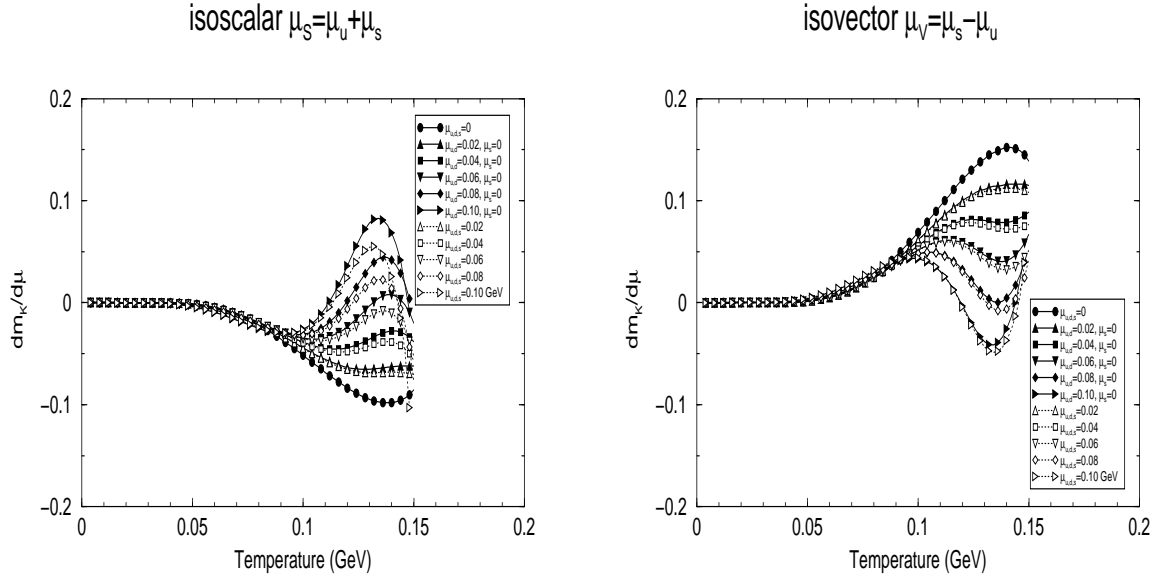 isoscalar μS=μu+μs
0.2
0.1
0
−0.1
−0.2
dmK/dμ
0
0.05
0.1
0.15
0.2
Temperature (GeV)
μu,d,s=0
μu,d=0.02, μs=0
μu,d=0.04, μs=0
μu,d=0.06, μs=0
μu,d=0.08, μs=0
μu,d=0.10, μs=0
μu,d,s=0.02
μu,d,s=0.04
μu,d,s=0.06
μu,d,s=0.08
μu,d,s=0.10 GeV
isovector μV=μs−μu
0.2
0.1
0
−0.1
−0.2
dmK/dμ
0
0.05
0.1
0.15
0.2
Temperature (GeV)
μu,d,s=0
μu,d=0.02, μs=0
μu,d=0.04, μs=0
μu,d=0.06, μs=0
μu,d=0.08, μs=0
μu,d=0.10, μs=0
μu,d,s=0.02
μu,d,s=0.04
μu,d,s=0.06
μu,d,s=0.08
μu,d,s=0.10 GeV